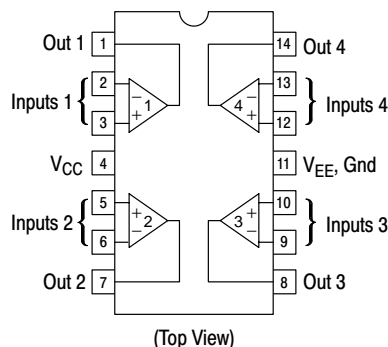 Out 1 1 14 Out 4
Inputs 1 { 2 − 1 4 − 13 } Inputs 4
3 + + 12
VCC 4 11 VEE, Gnd
Inputs 2 { 5 + 2 3 + 10 } Inputs 3
6 − − 9
Out 2 7 8 Out 3
(Top View)